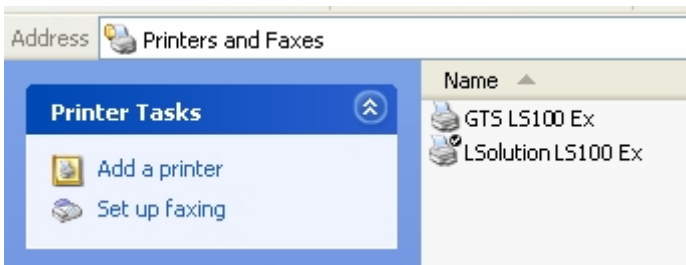 Address Printers and Faxes
Name
Printer Tasks
GTS LS100 Ex
LSolution LS100 Ex
Add a printer
Set up faxing